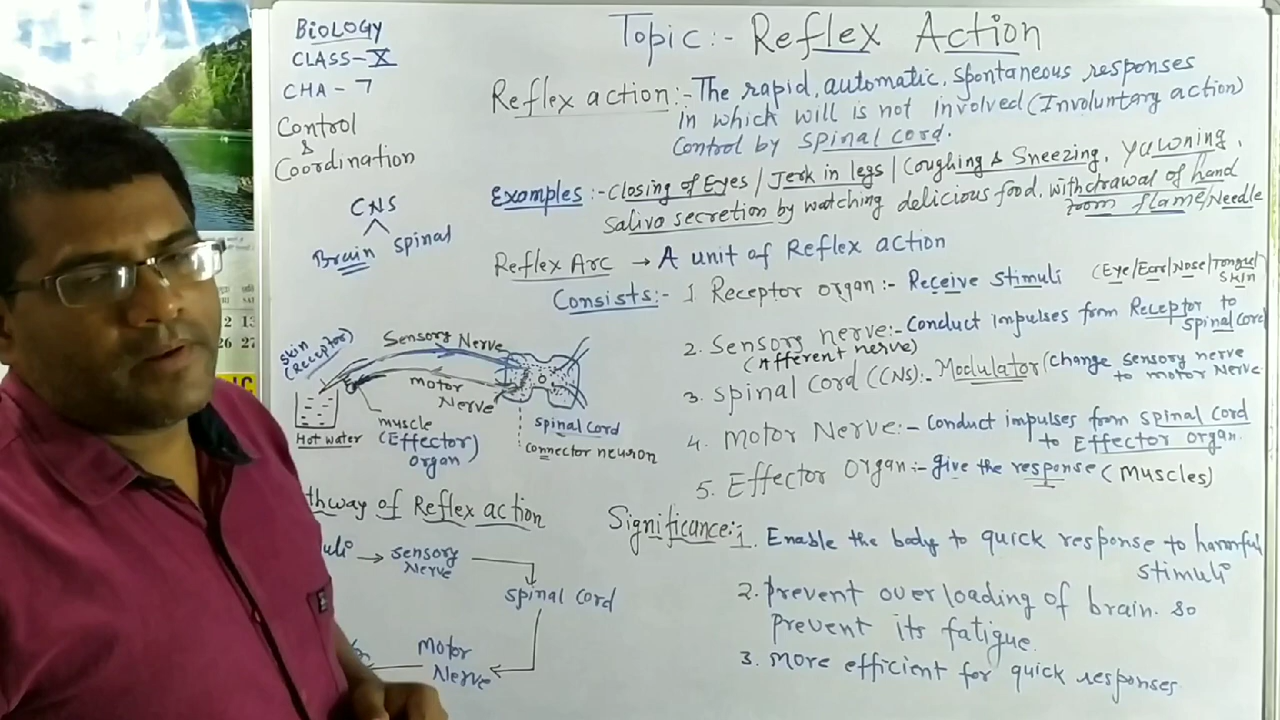 BIOLOGY
CLASS-X
CHA - 7
Control
&
Coordination
CNS
Brain spinal
Topic:- Reflex Action
Reflex action:- The rapid, automatic, spontaneous responses
in which will is not involved (Involuntary action)
control by spinal cord.
Examples:- Closing of Eyes / Jerk in legs / Coughing & Sneezing, Yawning,
Saliva secretion by watching delicious food, withdrawal of hand
from flame/Needle
Reflex Arc → A unit of Reflex action
Consists:- 1. Receptor organ:- Receive stimuli (Eye/Ear/Nose/Tongue/
SKIN
2. Sensory nerve:- Conduct impulses from Receptor to
spinal cord
(Afferent nerve)
3. Spinal Cord (CNS):- Modulator (change sensory nerve
to motor Nerve
4. Motor Nerve:- Conduct impulses from spinal cord
to Effector organ.
5. Effector Organ:- give the response (Muscles)
Skin
(Receptor)
Sensory Nerve
motor
Nerve
Hot water
muscle
(Effector)
organ
spinal cord
connector neuron
thway of Reflex action
uli → sensory
Nerve
spinal cord
motor
Nerve
Significance:- 1. Enable the body to quick response to harmful
stimuli
2. prevent overloading of brain. so
prevent its fatigue.
3. more efficient for quick responses
2 13
26 27